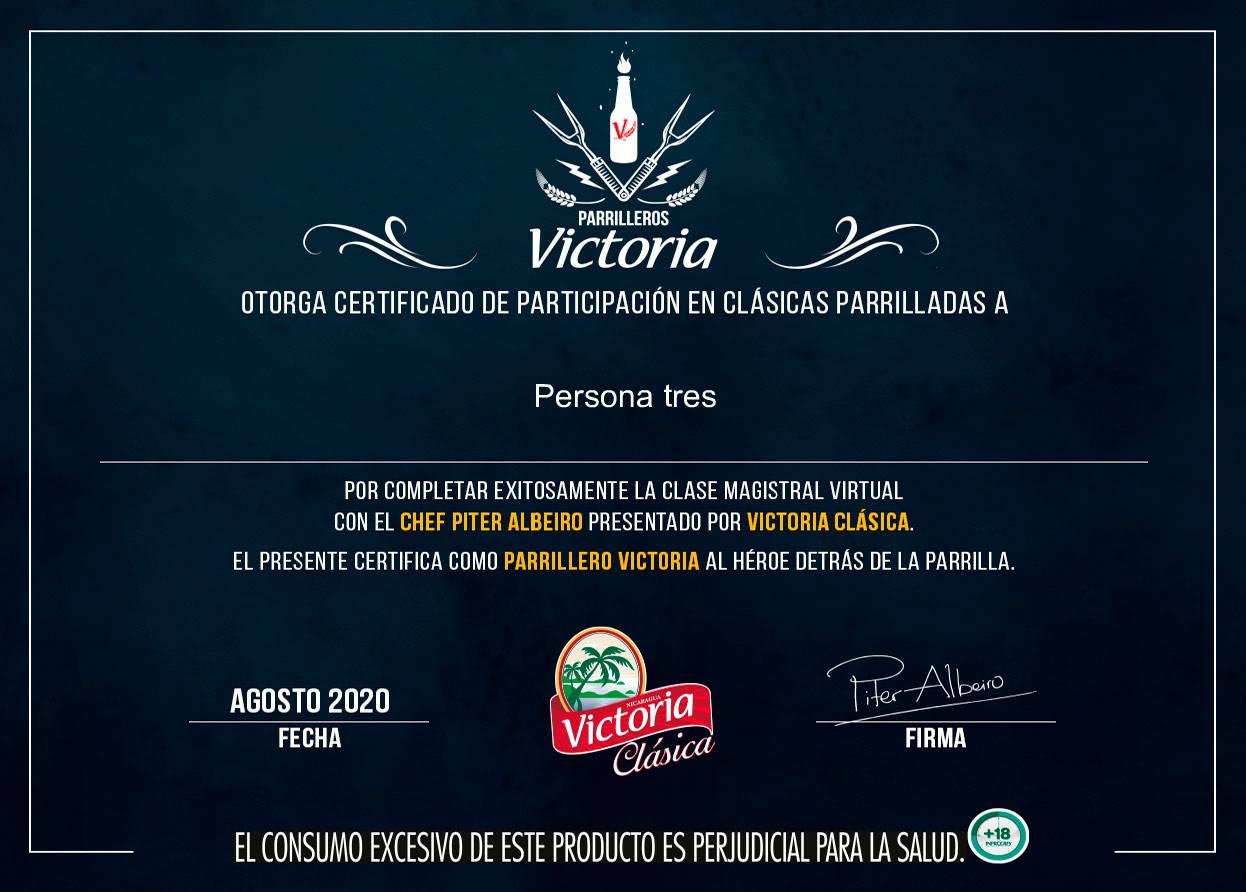 V
PARRILLEROS
Victoria
OTORGA CERTIFICADO DE PARTICIPACIÓN EN CLÁSICAS PARRILLADAS A
Persona tres
POR COMPLETAR EXITOSAMENTE LA CLASE MAGISTRAL VIRTUAL
CON EL CHEF PITER ALBEIRO PRESENTADO POR VICTORIA CLÁSICA.
EL PRESENTE CERTIFICA COMO PARRILLERO VICTORIA AL HÉROE DETRÁS DE LA PARRILLA.
AGOSTO 2020
FECHA
NICARAGUA
Victoria
Clásica
Piter Albeiro
FIRMA
EL CONSUMO EXCESIVO DE ESTE PRODUCTO ES PERJUDICIAL PARA LA SALUD.
+18